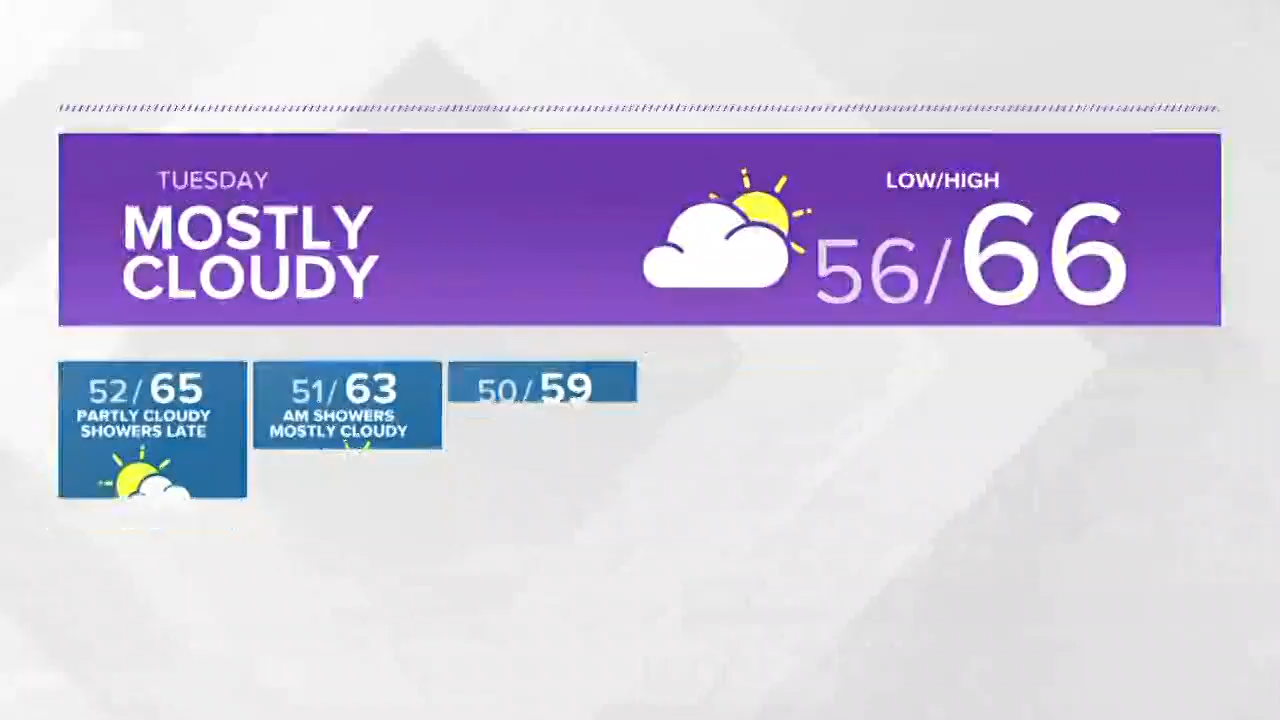 TUESDAY
MOSTLY
CLOUDY
LOW/HIGH
56/66
52/65
PARTLY CLOUDY
SHOWERS LATE
51/63
AM SHOWERS
MOSTLY CLOUDY
50/59